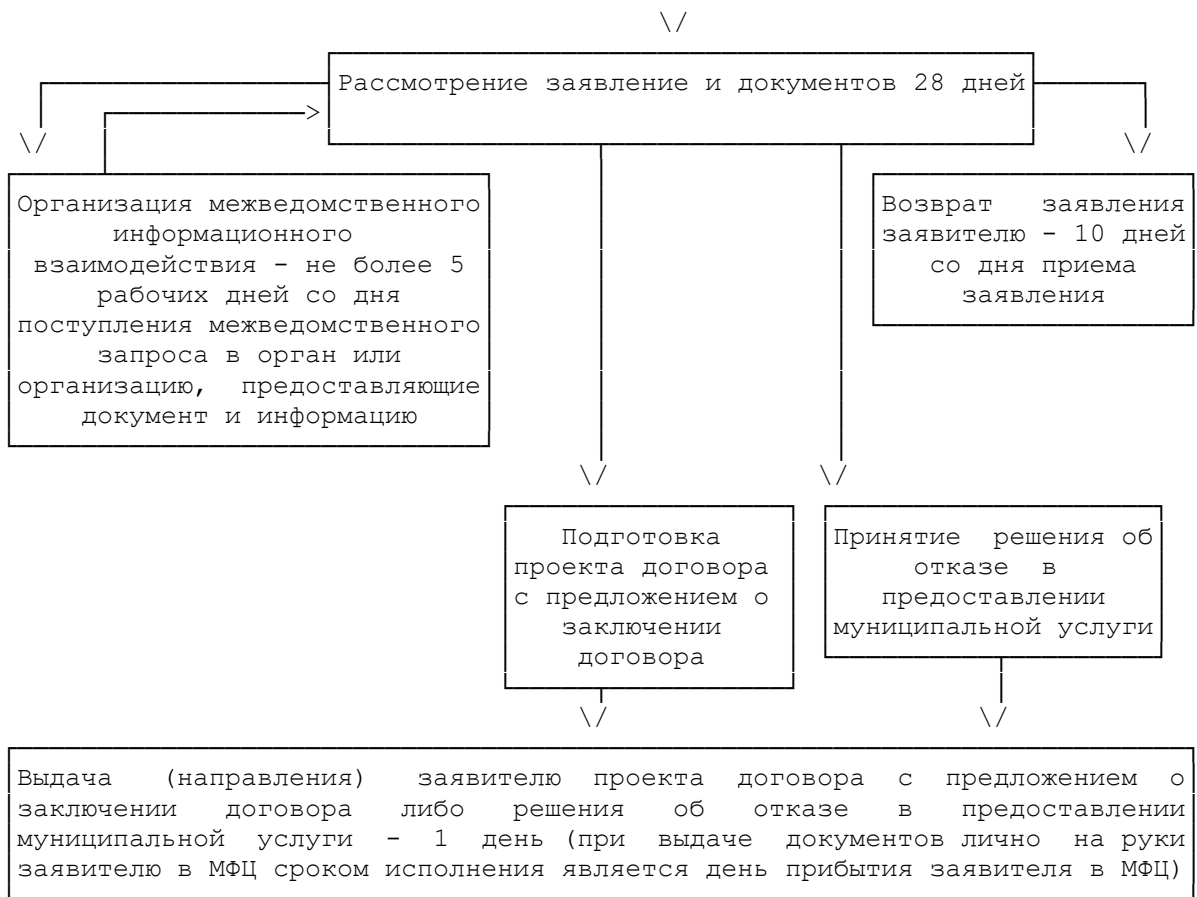 Рассмотрение заявление и документов 28 дней
Организация межведомственного
информационного
взаимодействия - не более 5
рабочих дней со дня
поступления межведомственного
запроса в орган или
организацию, предоставляющие
документ и информацию
Возврат заявления
заявителю - 10 дней
со дня приема
заявления
Подготовка
проекта договора
с предложением о
заключении
договора
Принятие решения об
отказе в
предоставлении
муниципальной услуги
Выдача (направления) заявителю проекта договора с предложением о
заключении договора либо решения об отказе в предоставлении
муниципальной услуги - 1 день (при выдаче документов лично на руки
заявителю в МФЦ сроком исполнения является день прибытия заявителя в МФЦ)